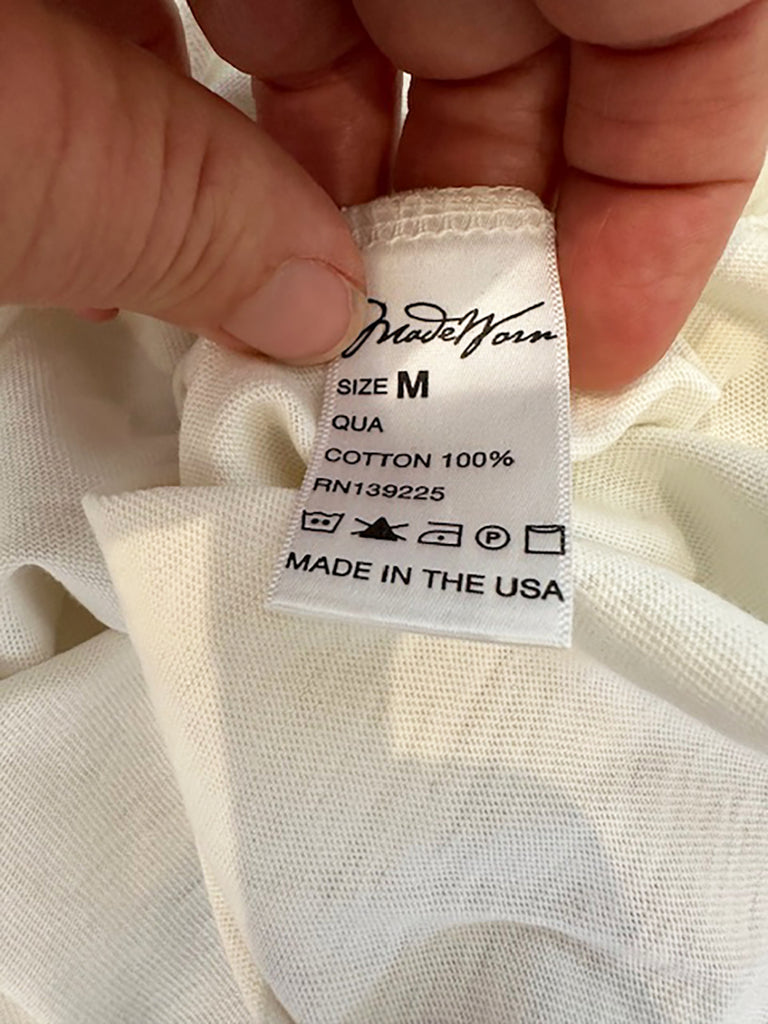 MadeWorn
SIZE M
QUA
COTTON 100%
RN139225
P
MADE IN THE USA